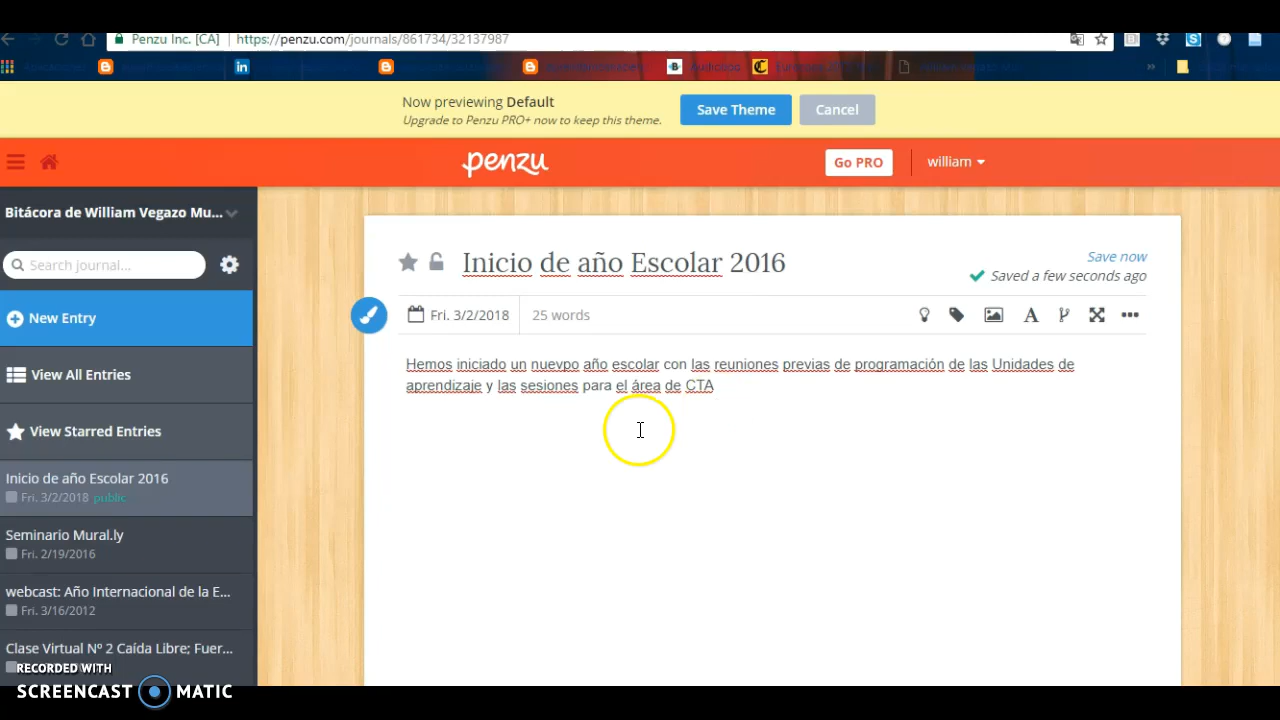 Penzu Inc. [CA] https://penzu.com/journals/861734/32137987
Now previewing Default
Upgrade to Penzu PRO+ now to keep this theme.
Save Theme
Cancel
penzu
Go PRO
william
Bitácora de William Vegazo Mu...
Search journal...
New Entry
View All Entries
View Starred Entries
Inicio de año Escolar 2016
Fri. 3/2/2018 public
Seminario Mural.ly
Fri. 2/19/2016
webcast: Año Internacional de la E...
Fri. 3/16/2012
Clase Virtual Nº 2 Caída Libre; Fuer...
Inicio de año Escolar 2016
Save now
Saved a few seconds ago
Fri. 3/2/2018
25 words
Hemos iniciado un nuevpo año escolar con las reuniones previas de programación de las Unidades de
aprendizaje y las sesiones para el área de CTA
RECORDED WITH
SCREENCAST MATIC